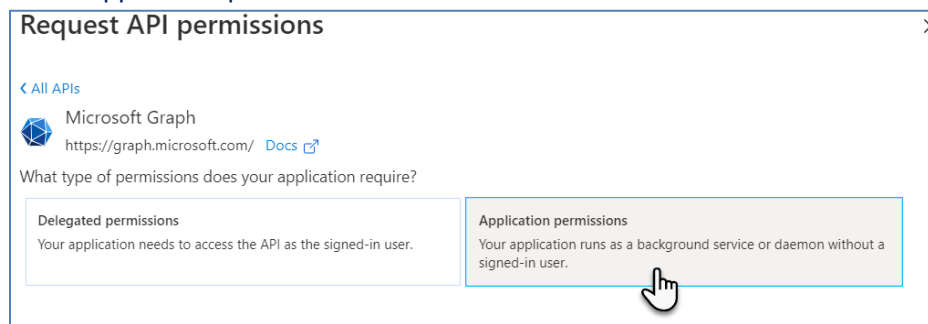 Request API permissions
All APIs
Microsoft Graph
https://graph.microsoft.com/ Docs
What type of permissions does your application require?
Delegated permissions
Your application needs to access the API as the signed-in user.
Application permissions
Your application runs as a background service or daemon without a
signed-in user.